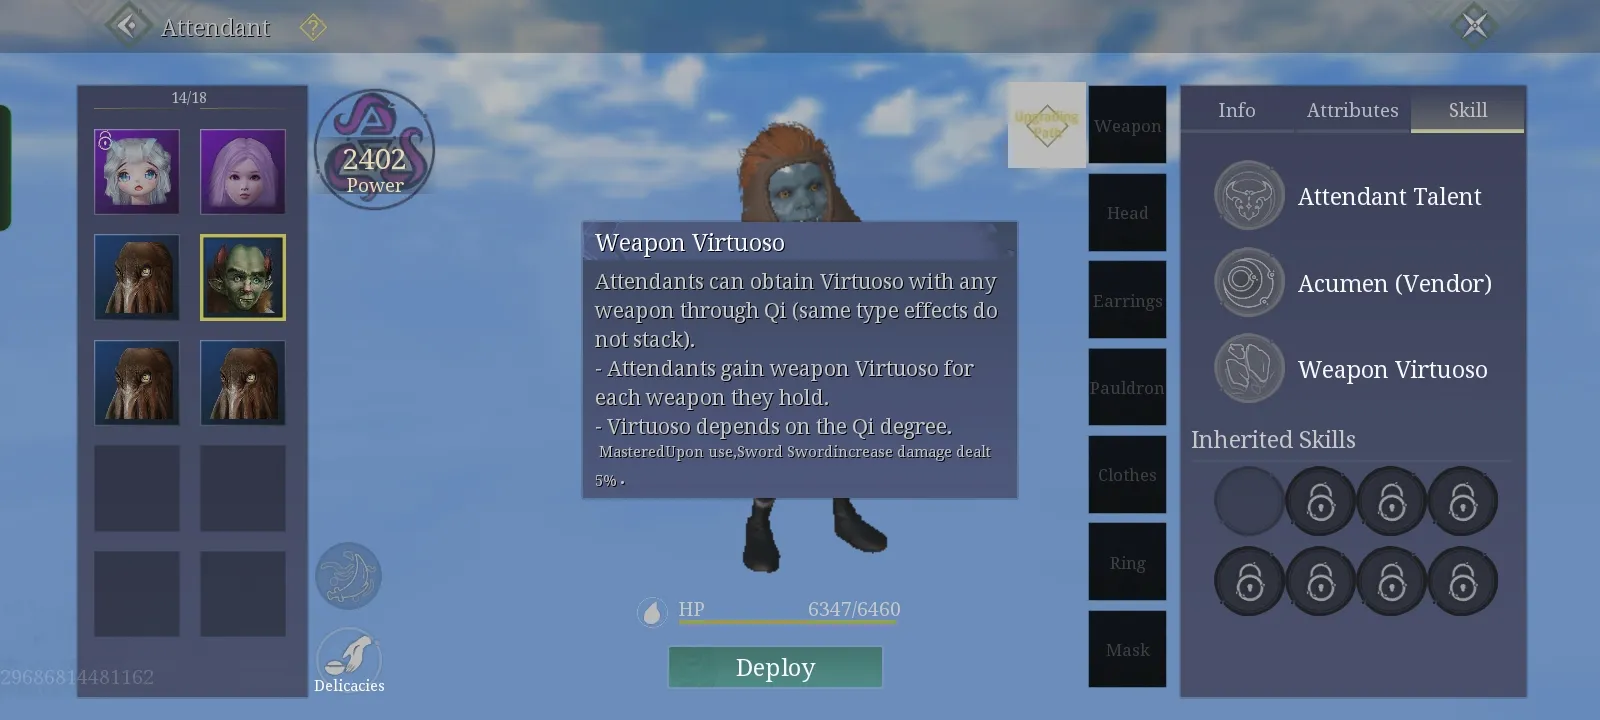 Attendant
?
14/18
2402
Power
Upgrading
Path
Weapon
Head
Earrings
Pauldron
Clothes
Ring
Mask
Info
Attributes
Skill
Attendant Talent
Acumen (Vendor)
Weapon Virtuoso
Inherited Skills
Weapon Virtuoso
Attendants can obtain Virtuoso with any
weapon through Qi (same type effects do
not stack).
- Attendants gain weapon Virtuoso for
each weapon they hold.
- Virtuoso depends on the Qi degree.
MasteredUpon use,Sword Swordincrease damage dealt
5% .
HP
6347/6460
Deploy
Delicacies
29686814481162